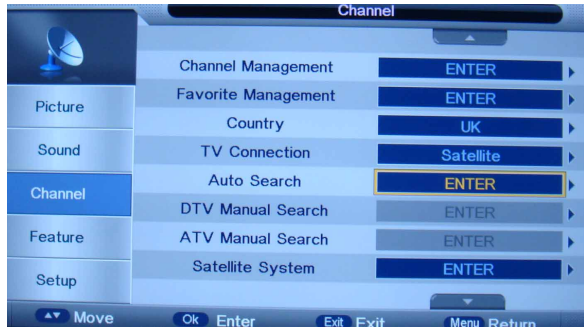 Channel
Channel Management ENTER
Favorite Management ENTER
Picture
Country UK
Sound
TV Connection Satellite
Auto Search ENTER
Channel
DTV Manual Search ENTER
Feature
ATV Manual Search ENTER
Satellite System ENTER
Setup
Move Ok Enter Exit Exit Menu Return